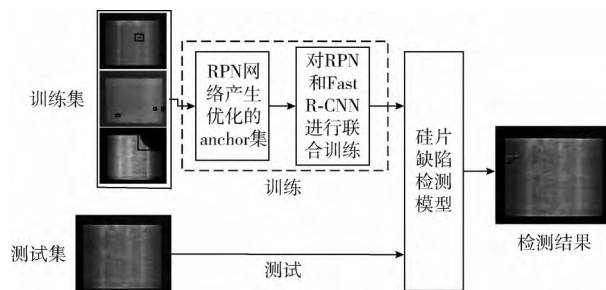 训练集
RPN网
络产生
优化的
anchor集
对RPN
和Fast
R-CNN
进行联
合训练
训练
硅片
缺陷
检测
模型
检测结果
测试集
测试